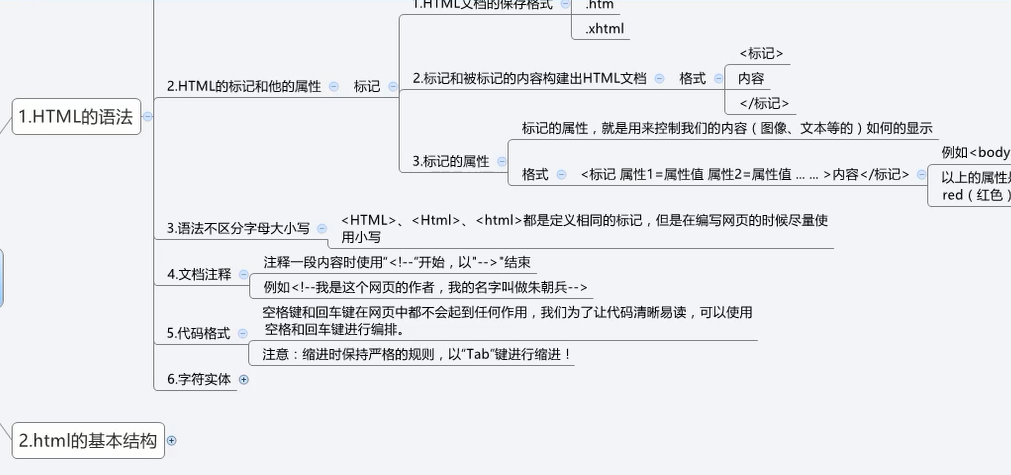 1.HTML文档的保存格式
.htm
.xhtml
1.HTML的语法
2.HTML的标记和他的属性
标记
2.标记和被标记的内容构建出HTML文档
格式
<标记>
内容
</标记>
3.标记的属性
标记的属性，就是用来控制我们的内容（图像、文本等的）如何的显示
格式
<标记 属性1=属性值 属性2=属性值 ... ... >内容</标记>
例如<body
以上的属性是
red（红色）
3.语法不区分字母大小写
<HTML>、<Html>、<html>都是定义相同的标记，但是在编写网页的时候尽量使
用小写
4.文档注释
注释一段内容时使用“<!--”开始，以"-->"结束
例如<!--我是这个网页的作者，我的名字叫做朱朝兵-->
5.代码格式
空格键和回车键在网页中都不会起到任何作用，我们为了让代码清晰易读，可以使用
空格和回车键进行编排。
注意：缩进时保持严格的规则，以“Tab”键进行缩进！
6.字符实体
2.html的基本结构